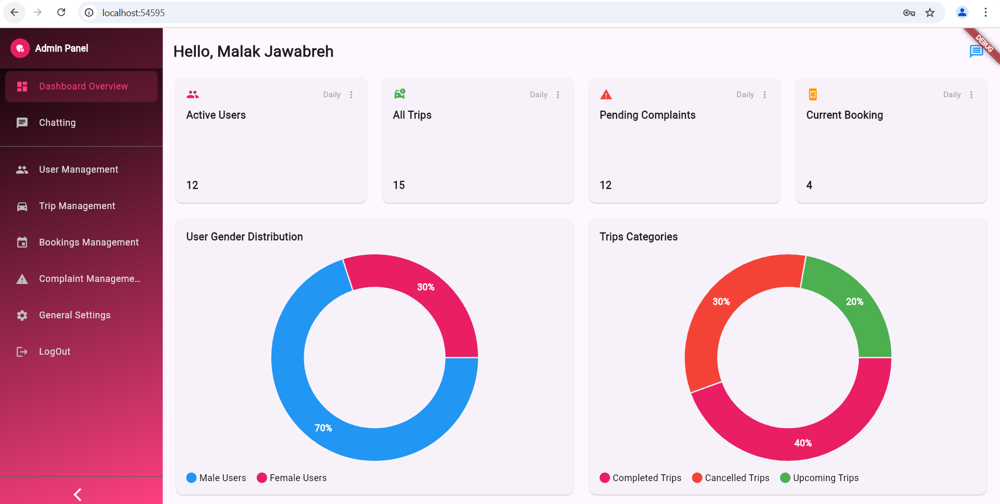 localhost:54595
Admin Panel
Dashboard Overview
Chatting
User Management
Trip Management
Bookings Management
Complaint Manageme…
General Settings
LogOut
Hello, Malak Jawabreh
DEBUG
Daily
Active Users
12
Daily
All Trips
15
Daily
Pending Complaints
12
Daily
Current Booking
4
User Gender Distribution
30%
70%
Male Users
Female Users
Trips Categories
30%
20%
40%
Completed Trips
Cancelled Trips
Upcoming Trips